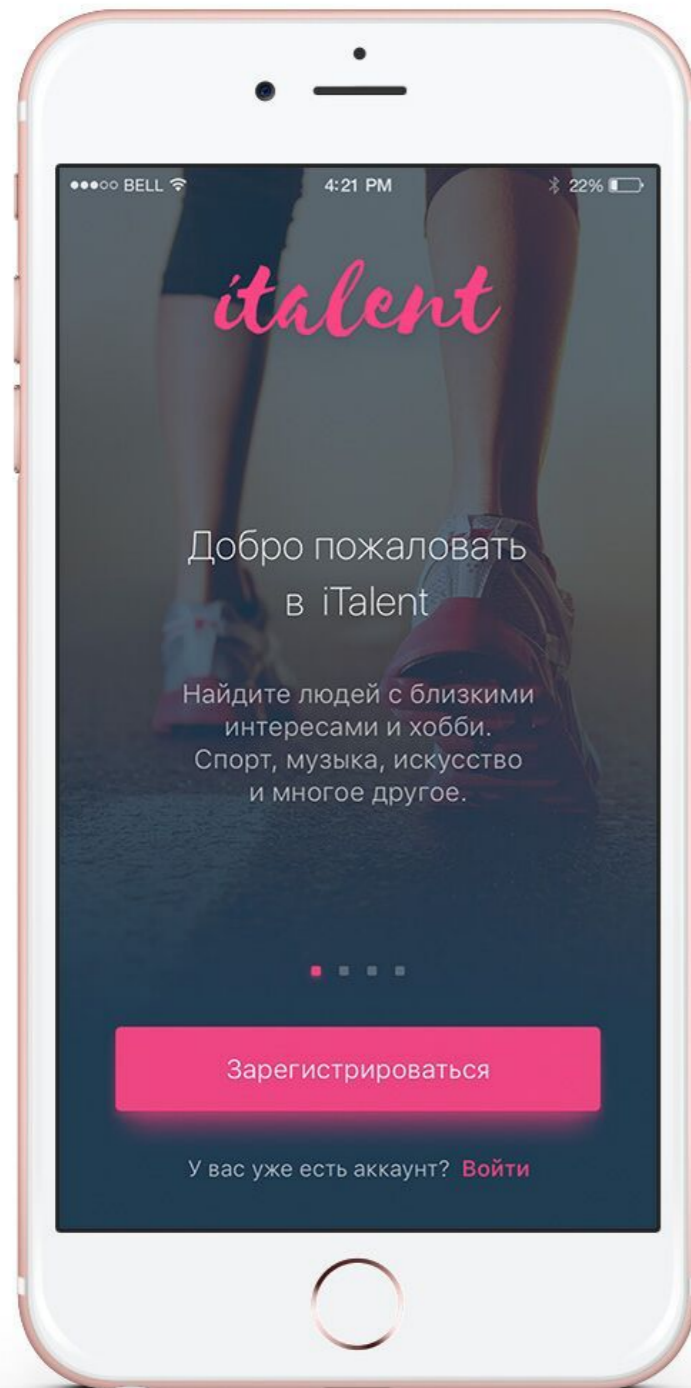 ●●●○○ BELL 4:21 PM 22%
italent
Добро пожаловать
в iTalent
Найдите людей с близкими
интересами и хобби.
Спорт, музыка, искусство
и многое другое.
Зарегистрироваться
У вас уже есть аккаунт? Войти